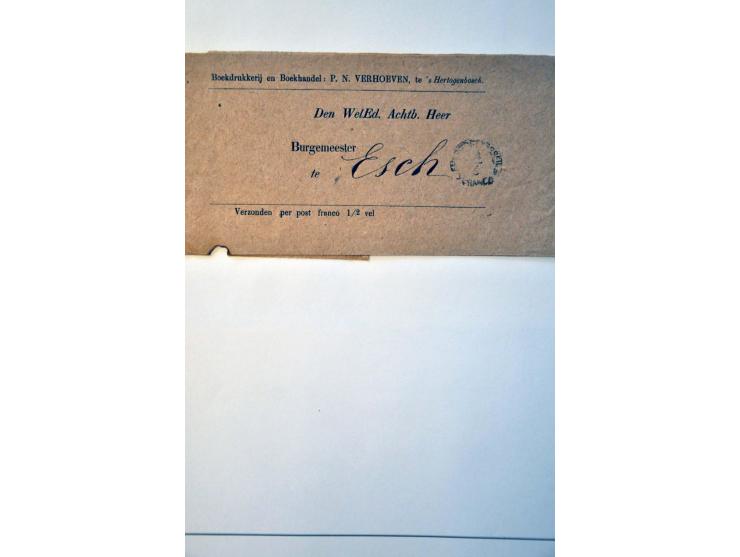 Boekdrukkerij en Boekhandel: P. N. VERHOEVEN, te 's Hertogenbosch.
Den WelEd. Achtb. Heer
Burgemeester
te Esch
FRANCO
Verzonden per post franco 1/2 vel